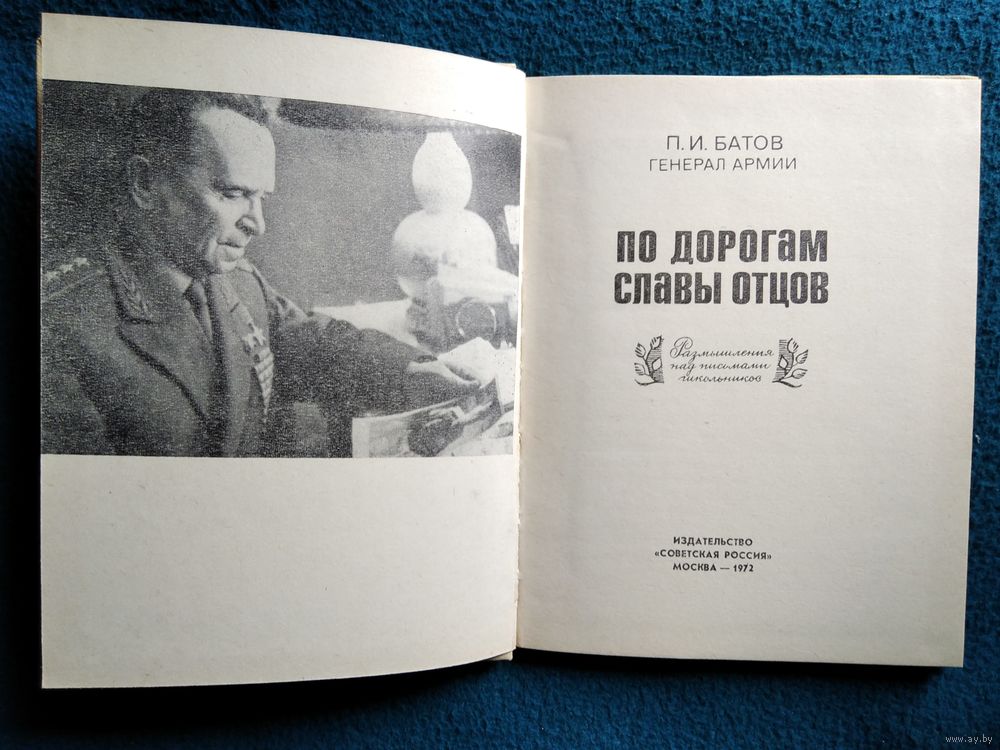 П.И. БАТОВ
ГЕНЕРАЛ АРМИИ
ПО ДОРОГАМ
СЛАВЫ ОТЦОВ
Размышления
над письмами
школьников
ИЗДАТЕЛЬСТВО
«СОВЕТСКАЯ РОССИЯ»
МОСКВА — 1972
www.ay.by